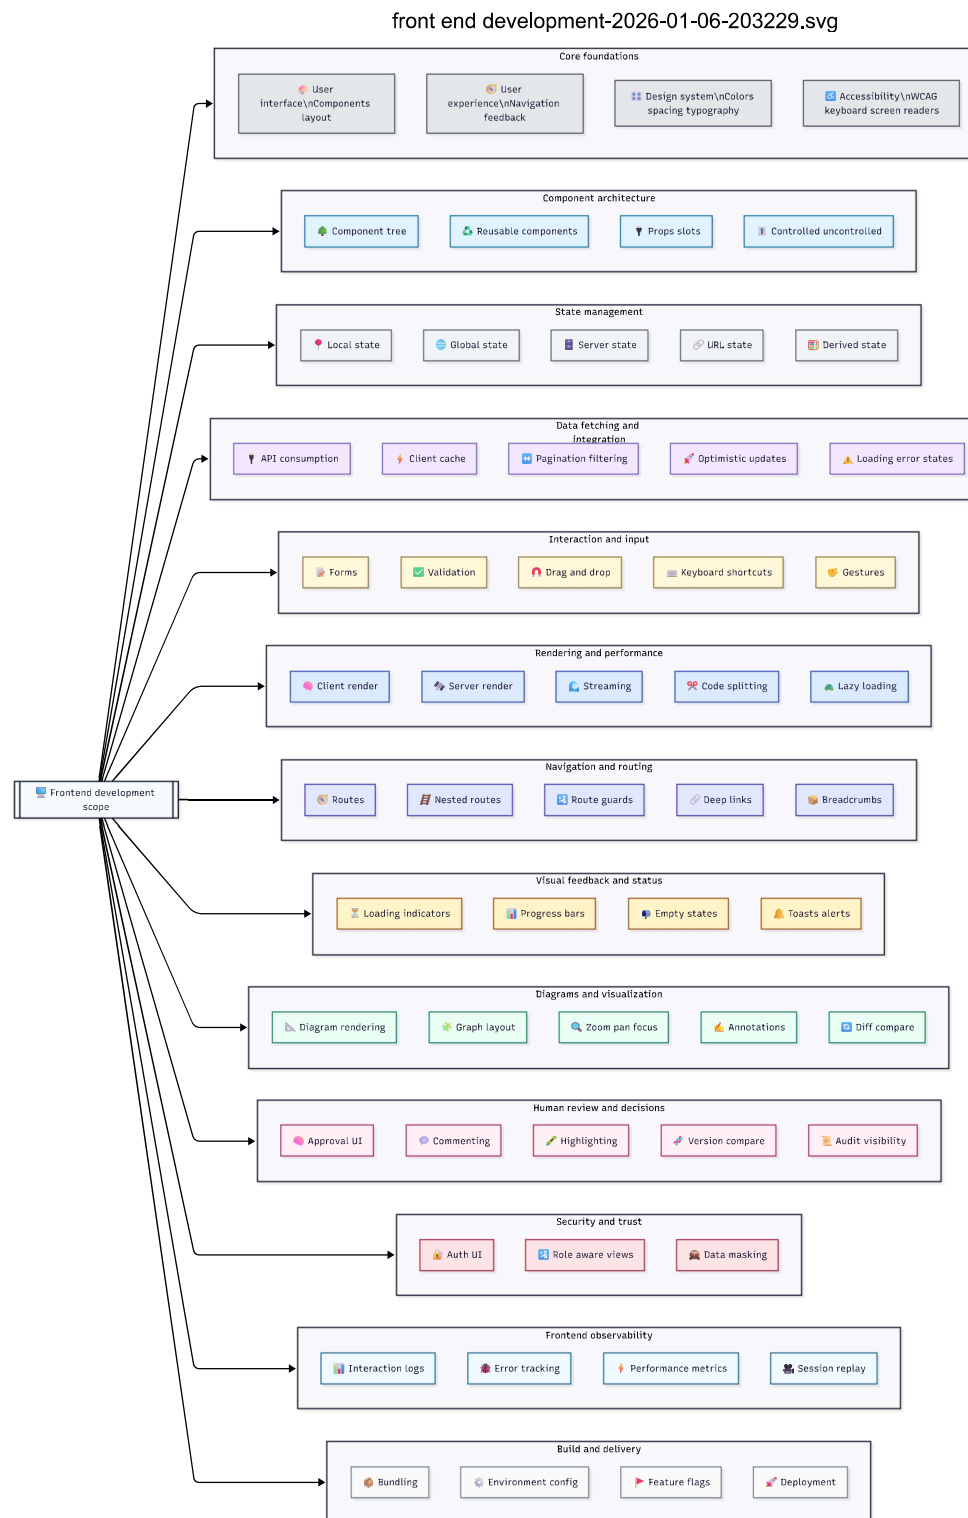 front end development-2026-01-06-203229.svg
Core foundations
User
interface\nComponents
layout
User
experience\nNavigation
feedback
Design system\nColors
spacing typography
Accessibility\nWCAG
keyboard screen readers
Component architecture
Component tree
Reusable components
Props slots
Controlled uncontrolled
State management
Local state
Global state
Server state
URL state
Derived state
Data fetching and
integration
API consumption
Client cache
Pagination filtering
Optimistic updates
Loading error states
Interaction and input
Forms
Validation
Drag and drop
Keyboard shortcuts
Gestures
Rendering and performance
Client render
Server render
Streaming
Code splitting
Lazy loading
Frontend development
scope
Navigation and routing
Routes
Nested routes
Route guards
Deep links
Breadcrumbs
Visual feedback and status
Loading indicators
Progress bars
Empty states
Toasts alerts
Diagrams and visualization
Diagram rendering
Graph layout
Zoom pan focus
Annotations
Diff compare
Human review and decisions
Approval UI
Commenting
Highlighting
Version compare
Audit visibility
Security and trust
Auth UI
Role aware views
Data masking
Frontend observability
Interaction logs
Error tracking
Performance metrics
Session replay
Build and delivery
Bundling
Environment config
Feature flags
Deployment